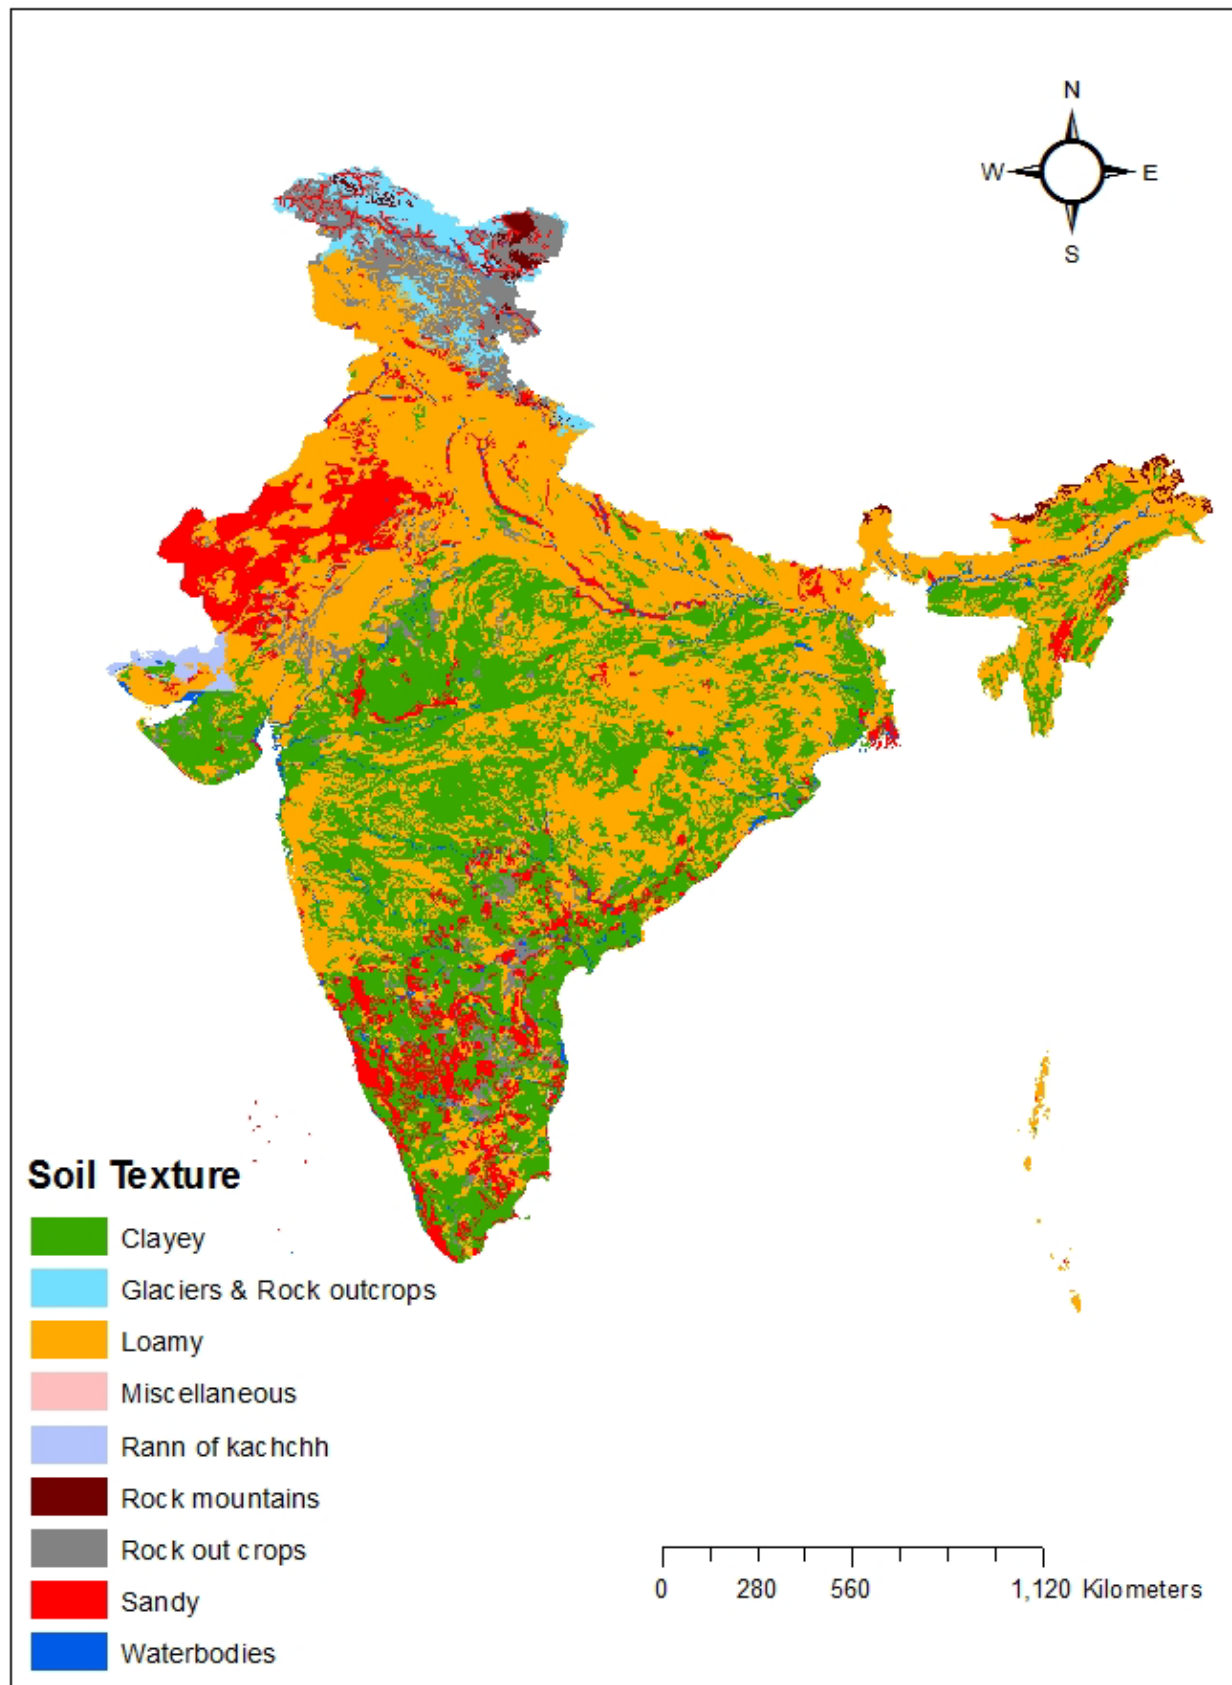 N
W E
S
Soil Texture
Clayey
Glaciers & Rock outcrops
Loamy
Miscellaneous
Rann of kachchh
Rock mountains
Rock out crops
Sandy
Waterbodies
0 280 560 1,120 Kilometers